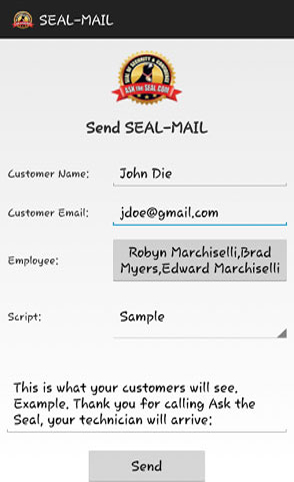 SEAL-MAIL
ASK THE SEAL.COM
Send SEAL-MAIL
Customer Name: John Die
Customer Email: jdoe@gmail.com
Employee: Robyn Marchiselli,Brad
Myers,Edward Marchiselli
Script: Sample
This is what your customers will see.
Example. Thank you for calling Ask the
Seal, your technician will arrive:
Send